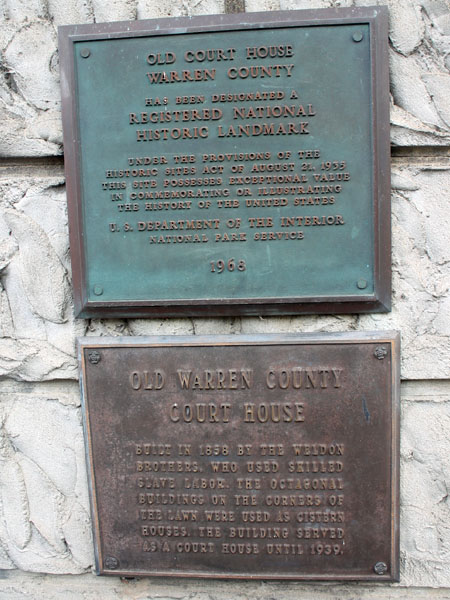 OLD COURT HOUSE
WARREN COUNTY
HAS BEEN DESIGNATED A
REGISTERED NATIONAL
HISTORIC LANDMARK
UNDER THE PROVISIONS OF THE
HISTORIC SITES ACT OF AUGUST 21, 1935
THIS SITE POSSESSES EXCEPTIONAL VALUE
IN COMMEMORATING OR ILLUSTRATING
THE HISTORY OF THE UNITED STATES
U. S. DEPARTMENT OF THE INTERIOR
NATIONAL PARK SERVICE
1968
OLD WARREN COUNTY
COURT HOUSE
BUILT IN 1858 BY THE WELDON
BROTHERS, WHO USED SKILLED
SLAVE LABOR. THE OCTAGONAL
BUILDINGS ON THE CORNERS OF
THE LAWN WERE USED AS CISTERN
HOUSES. THE BUILDING SERVED
AS A COURT HOUSE UNTIL 1939.